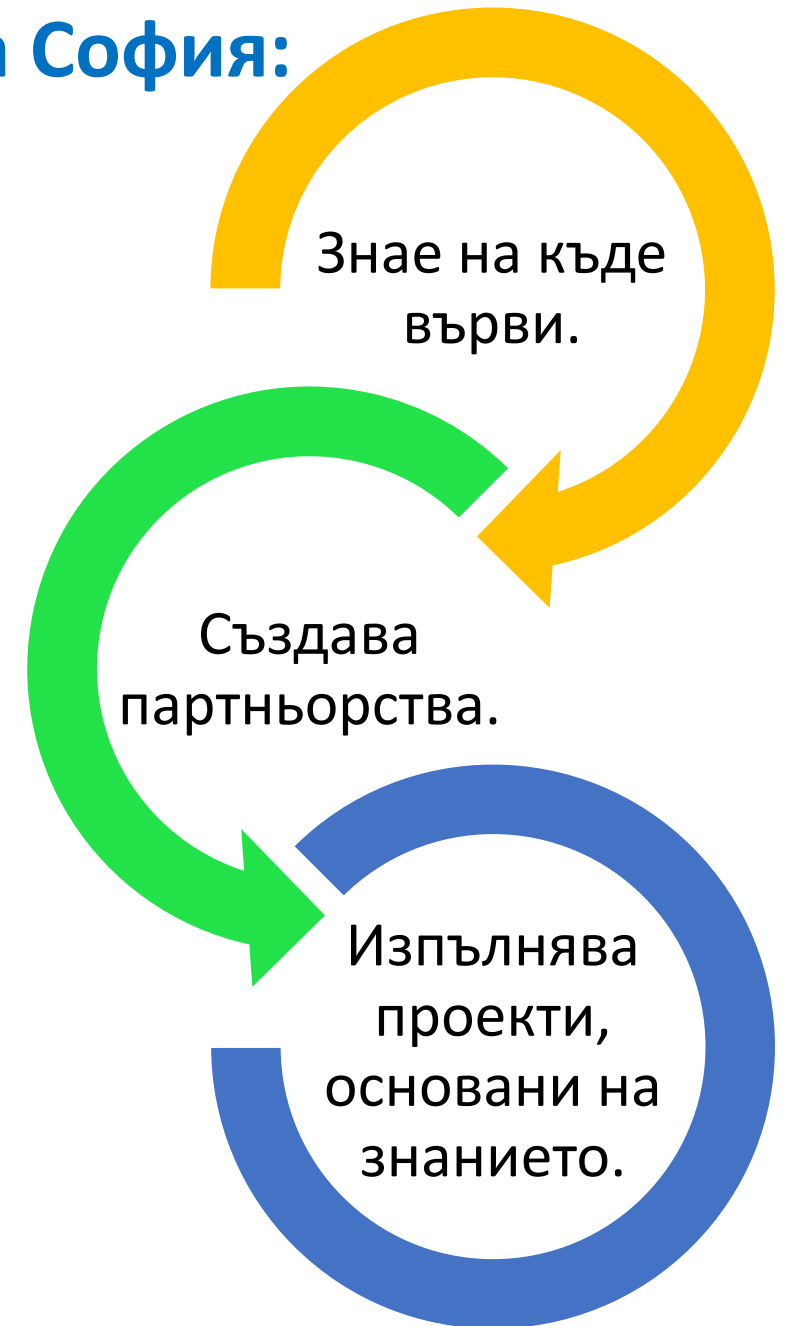 а София:
Знае на къде
върви.
Създава
партньорства.
Изпълнява
проекти,
основани на
знанието.